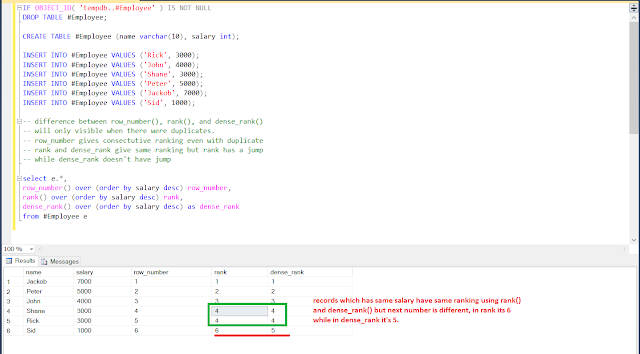 IF OBJECT_ID( 'tempdb..#Employee' ) IS NOT NULL
DROP TABLE #Employee;
CREATE TABLE #Employee (name varchar(10), salary int);
INSERT INTO #Employee VALUES ('Rick', 3000);
INSERT INTO #Employee VALUES ('John', 4000);
INSERT INTO #Employee VALUES ('Shane', 3000);
INSERT INTO #Employee VALUES ('Peter', 5000);
INSERT INTO #Employee VALUES ('Jackob', 7000);
INSERT INTO #Employee VALUES ('Sid', 1000);
-- difference between row_number(), rank(), and dense_rank()
-- will only visible when there were duplicates.
-- row_number gives consecutive ranking even with duplicate
-- rank and dense_rank give same ranking but rank has a jump
-- while dense_rank doesn't have jump
select e.*,
row_number() over (order by salary desc) row_number,
rank() over (order by salary desc) rank,
dense_rank() over (order by salary desc) as dense_rank
from #Employee e
100 %
Results Messages
name salary row_number rank dense_rank
1 Jackob 7000 1 1 1
2 Peter 5000 2 2 2
3 John 4000 3 3 3
4 Shane 3000 4 4 4
5 Rick 3000 5 4 4
6 Sid 1000 6 6 5
records which has same salary have same ranking using rank()
and dense_rank() but next number is different, in rank its 6
while in dense_rank it's 5.